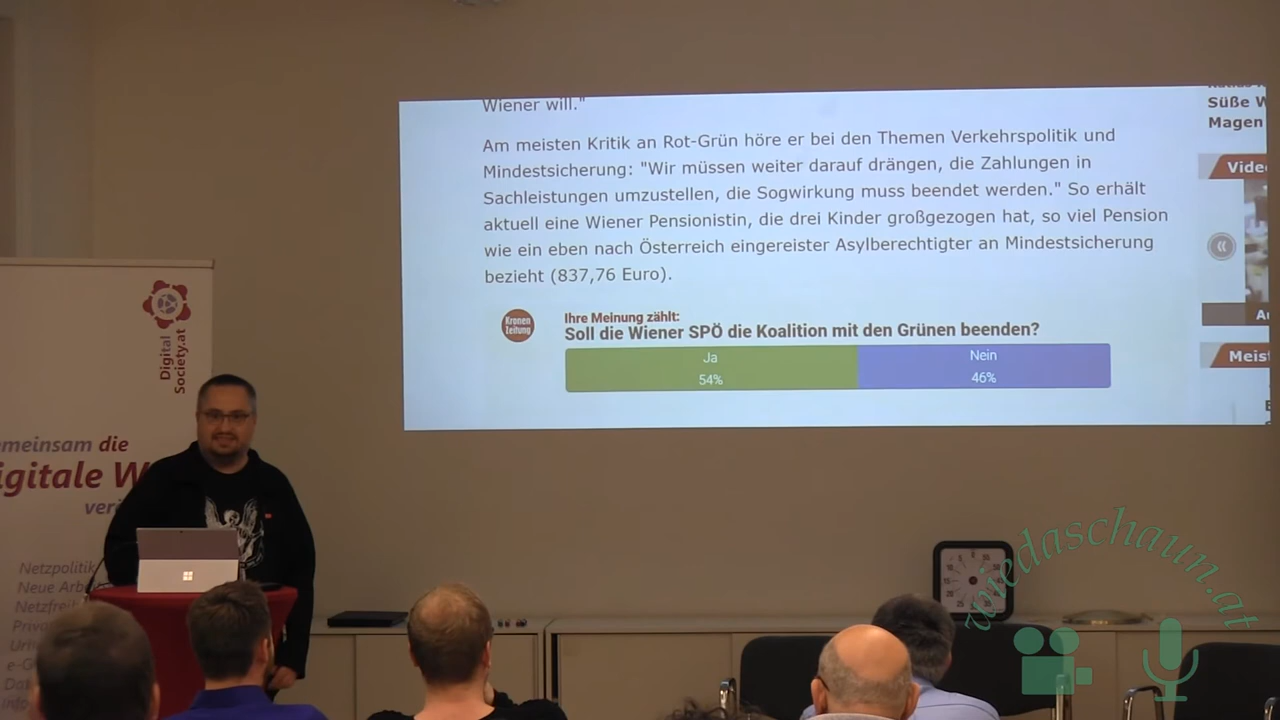 Wiener will."
Am meisten Kritik an Rot-Grün höre er bei den Themen Verkehrspolitik und
Mindestsicherung: "Wir müssen weiter darauf drängen, die Zahlungen in
Sachleistungen umzustellen, die Sogwirkung muss beendet werden." So erhält
aktuell eine Wiener Pensionistin, die drei Kinder großgezogen hat, so viel Pension
wie ein eben nach Österreich eingereister Asylberechtigter an Mindestsicherung
bezieht (837,76 Euro).
Kronen
Zeitung
Ihre Meinung zählt:
Soll die Wiener SPÖ die Koalition mit den Grünen beenden?
Ja
Nein
54%
46%
Süße W
Magen
Vide
Au
Meis
Digital
Society.at
meinsam die
igitale W
ver
Netzpolitik
Neue Arbe
Netzfrei
Priva
wiedaschaun.at